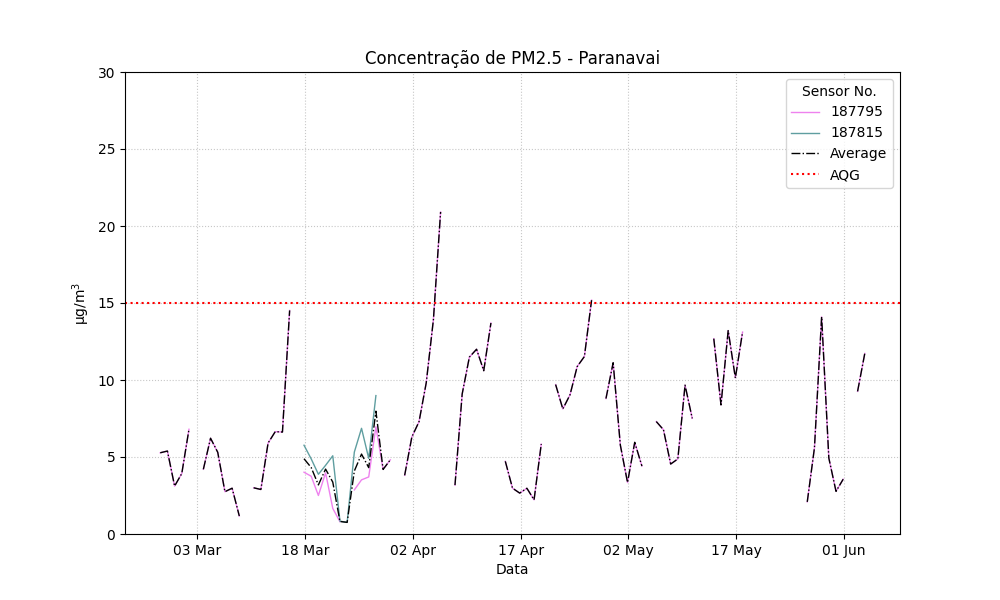 Concentração de PM2.5 - Paranavai
Sensor No.
187795
187815
Average
AQG
30
25
20
15
10
5
0
µg/m³
03 Mar
18 Mar
02 Apr
17 Apr
02 May
17 May
01 Jun
Data